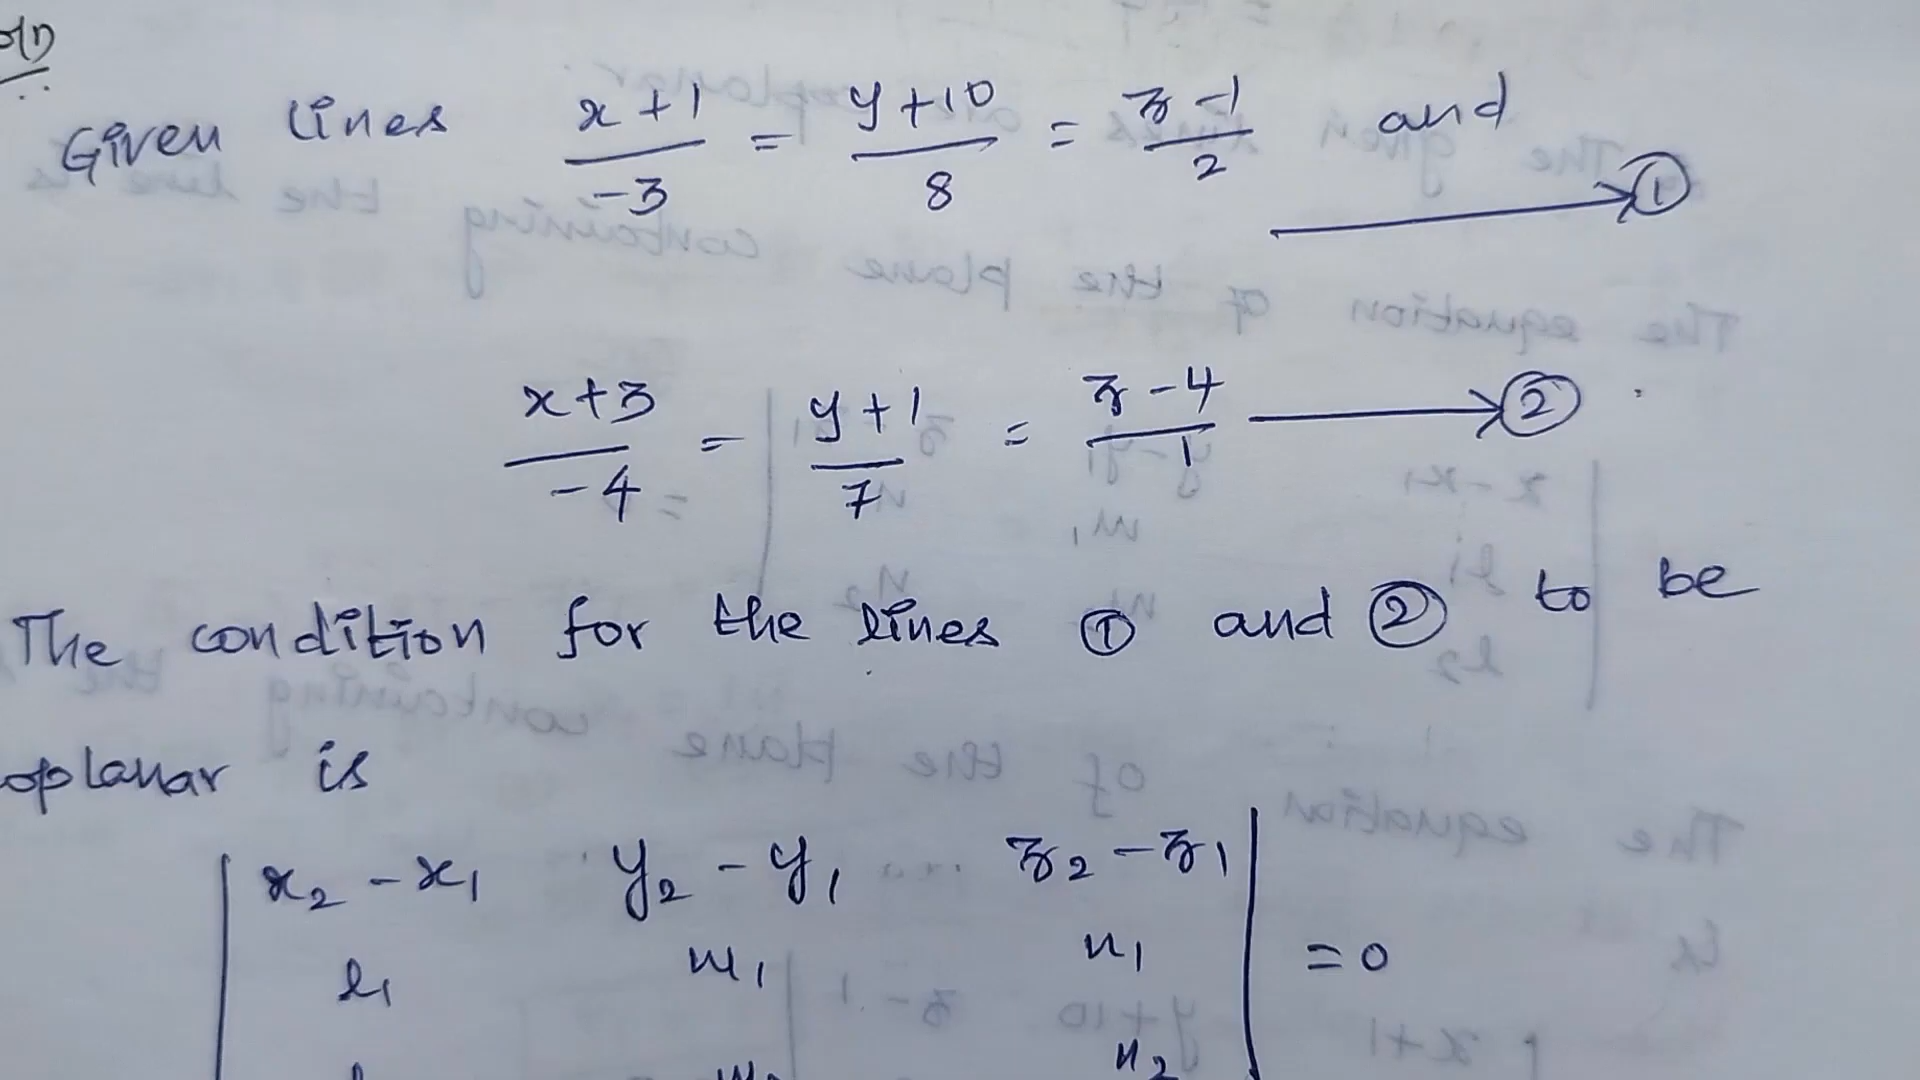 Given lines x+1/-3 = y+10/8 = z-1/2 and → ①
x+3/-4 = y+1/7 = z-4/1 → ②
The condition for the lines ① and ② to be
oplanar is
| x₂-x₁ y₂-y₁ z₂-z₁ |
| l₁ m₁ n₁ | = 0
n₂